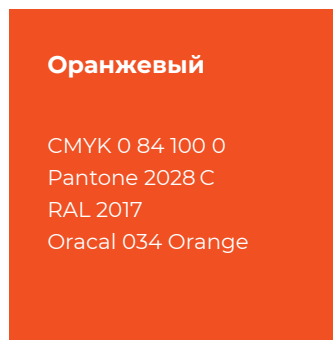 Оранжевый
CMYK 0 84 100 0
Pantone 2028 C
RAL 2017
Oracal 034 Orange